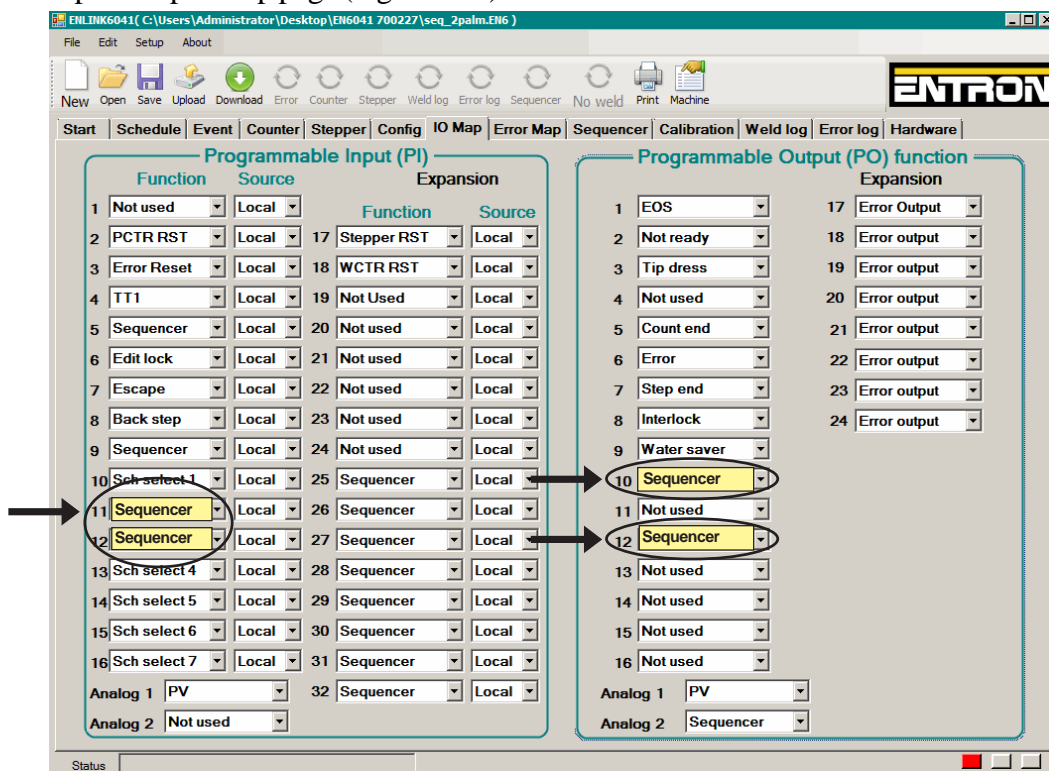 ENLINK6041( C:\Users\Administrator\Desktop\EN6041 700227\seq_2palm.EN6 )
File Edit Setup About
New Open Save Upload Download Error Counter Stepper Weld log Error log Sequencer No weld Print Machine
ENTRON
Start Schedule Event Counter Stepper Config IO Map Error Map Sequencer Calibration Weld log Error log Hardware
Programmable Input (PI)
Function Source Expansion
Function Source
1 Not used Local
2 PCTR RST Local 17 Stepper RST Local
3 Error Reset Local 18 WCTR RST Local
4 TT1 Local 19 Not Used Local
5 Sequencer Local 20 Not used Local
6 Edit lock Local 21 Not used Local
7 Escape Local 22 Not used Local
8 Back step Local 23 Not used Local
9 Sequencer Local 24 Not used Local
10 Sch select 1 Local 25 Sequencer Local
11 Sequencer Local 26 Sequencer Local
12 Sequencer Local 27 Sequencer Local
13 Sch select 4 Local 28 Sequencer Local
14 Sch select 5 Local 29 Sequencer Local
15 Sch select 6 Local 30 Sequencer Local
16 Sch select 7 Local 31 Sequencer Local
Analog 1 PV 32 Sequencer Local
Analog 2 Not used
Programmable Output (PO) function
Expansion
1 EOS 17 Error Output
2 Not ready 18 Error output
3 Tip dress 19 Error output
4 Not used 20 Error output
5 Count end 21 Error output
6 Error 22 Error output
7 Step end 23 Error output
8 Interlock 24 Error output
9 Water saver
10 Sequencer
11 Not used
12 Sequencer
13 Not used
14 Not used
15 Not used
16 Not used
Analog 1 PV
Analog 2 Sequencer
Status